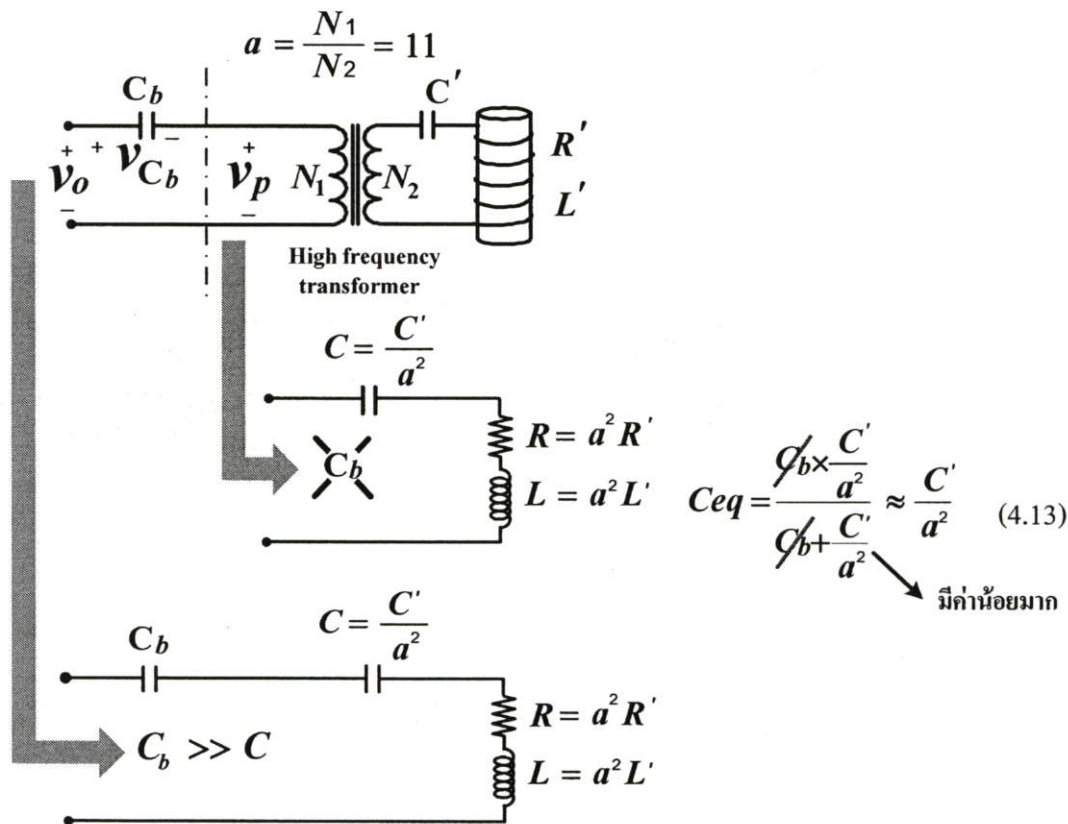 a = N1/N2 = 11
Cb
C'
+ vCb −
+ vo −
+ vp −
N1 N2
R'
L'
High frequency
transformer
C = C'/a²
Cb
R = a²R'
L = a²L'
Ceq = (Cb × C'/a²)/(Cb + C'/a²) ≈ C'/a² (4.13)
มีค่าน้อยมาก
Cb
C = C'/a²
Cb >> C
R = a²R'
L = a²L'